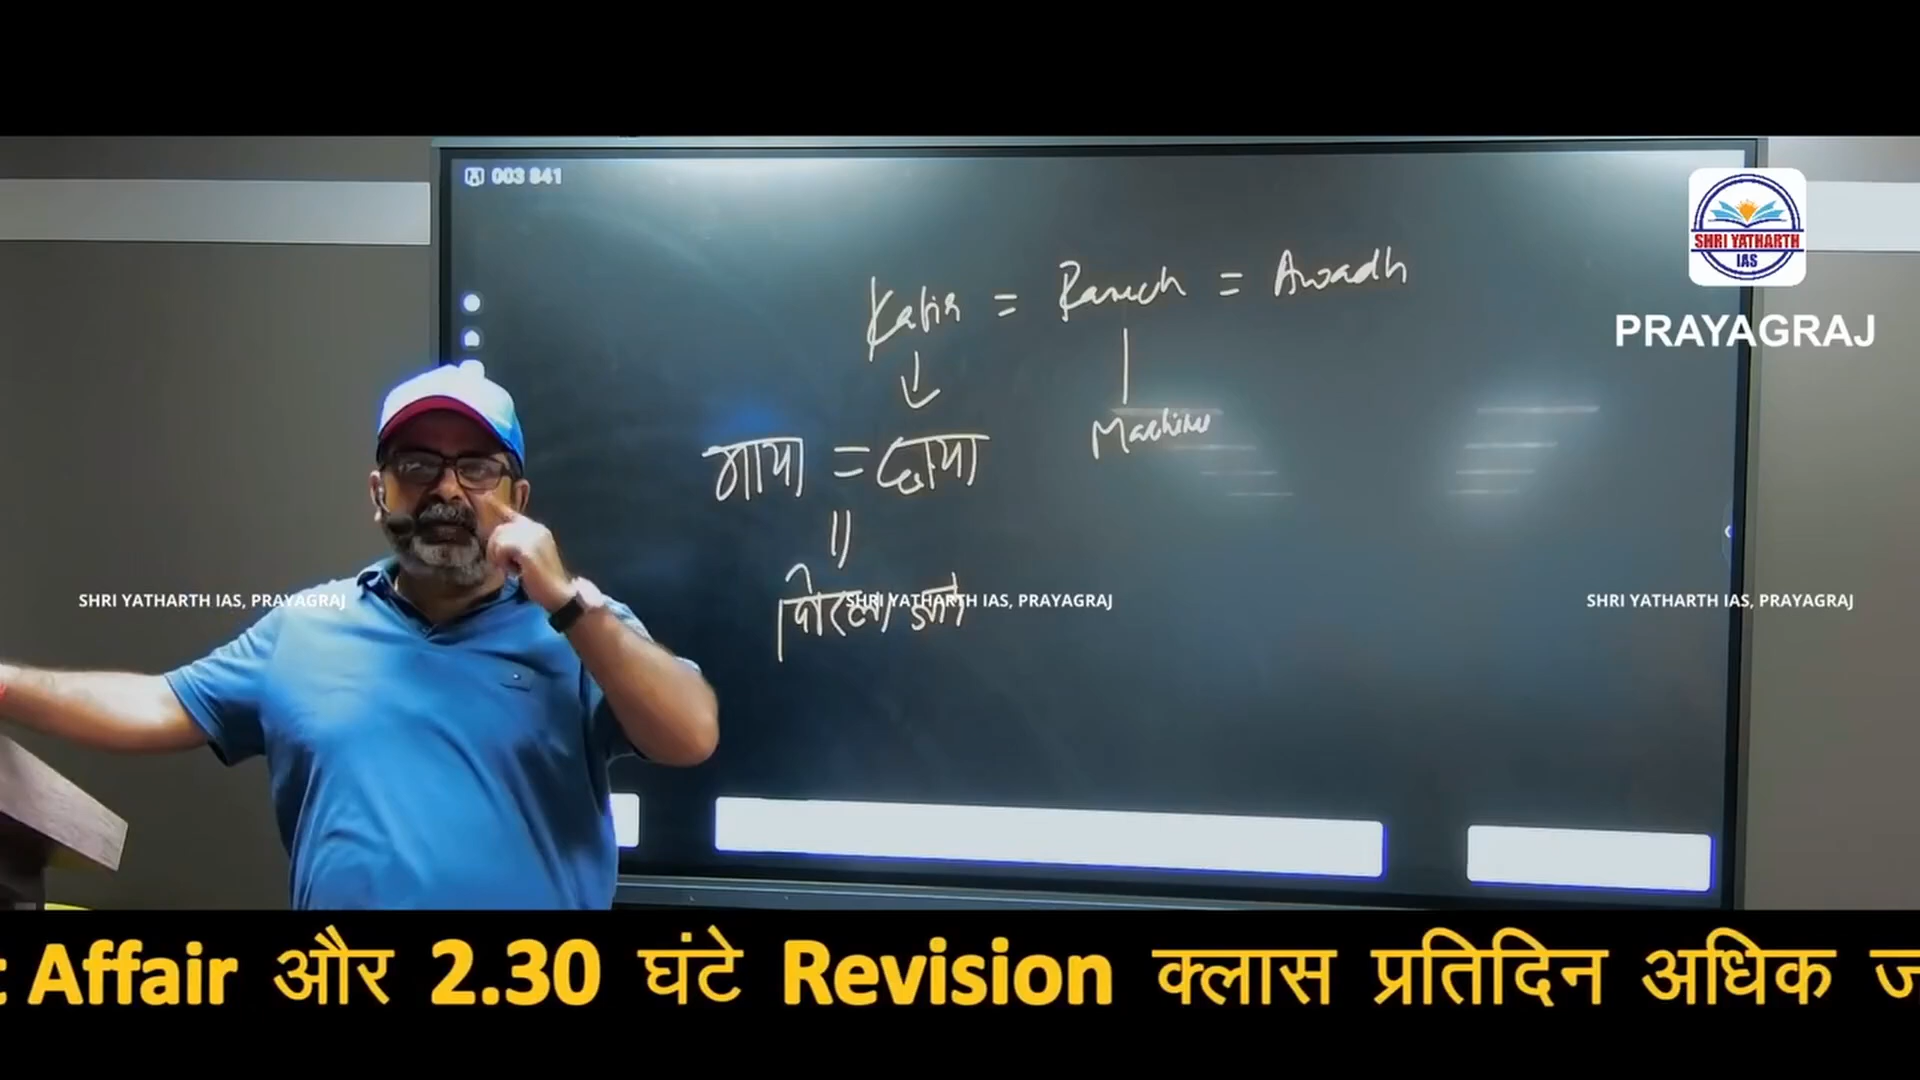 003 841
SHRI YATHARTH
IAS
PRAYAGRAJ
Kabir = Ramesh = Awadh
Machine
माया = छाया
SHRI YATHARTH IAS, PRAYAGRAJ SHRI YATHARTH IAS, PRAYAGRAJ SHRI YATHARTH IAS, PRAYAGRAJ
Affair और 2.30 घंटे Revision क्लास प्रतिदिन अधिक